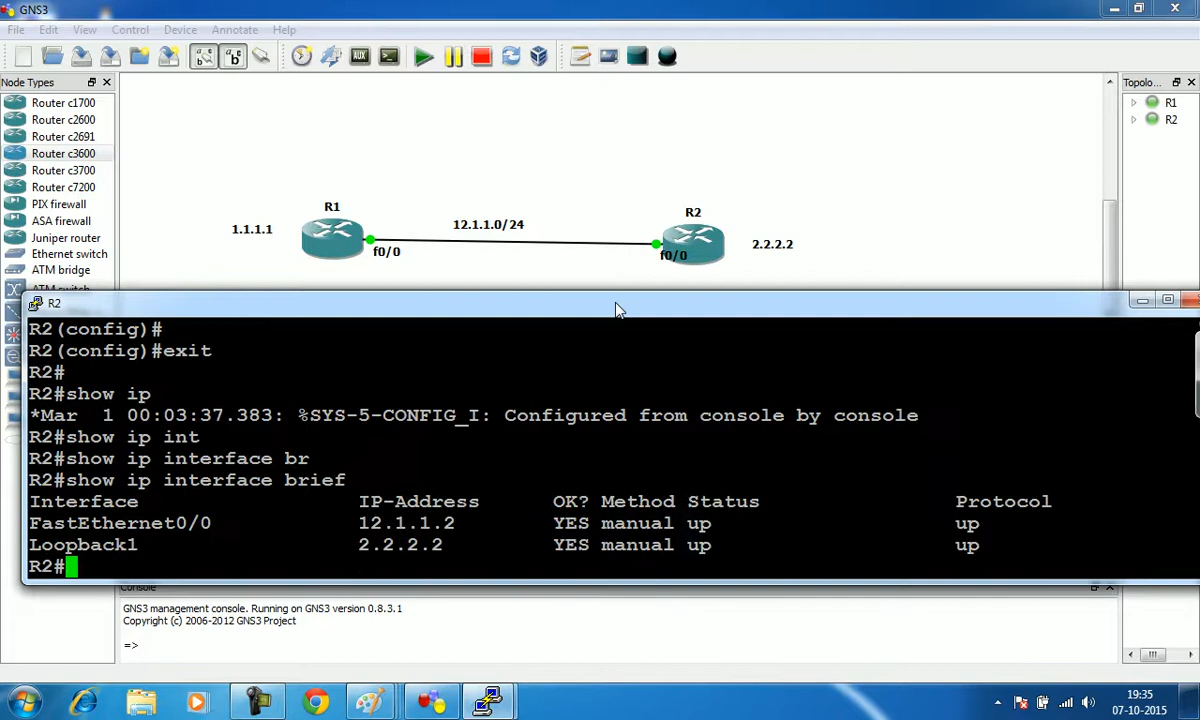 GNS3
File Edit View Control Device Annotate Help
Node Types
Router c1700
Router c2600
Router c2691
Router c3600
Router c3700
Router c7200
PIX firewall
ASA firewall
Juniper router
Ethernet switch
ATM bridge
ATM switch
AUX
Topolo...
R1
R2
R1
1.1.1.1
12.1.1.0/24
R2
2.2.2.2
f0/0
f0/0
R2
R2(config)#
R2(config)#exit
R2#
R2#show ip
*Mar 1 00:03:37.383: %SYS-5-CONFIG_I: Configured from console by console
R2#show ip int
R2#show ip interface br
R2#show ip interface brief
Interface IP-Address OK? Method Status Protocol
FastEthernet0/0 12.1.1.2 YES manual up up
Loopback1 2.2.2.2 YES manual up up
R2#
Console
GNS3 management console. Running on GNS3 version 0.8.3.1
Copyright (c) 2006-2012 GNS3 Project
=>
19:35
07-10-2015